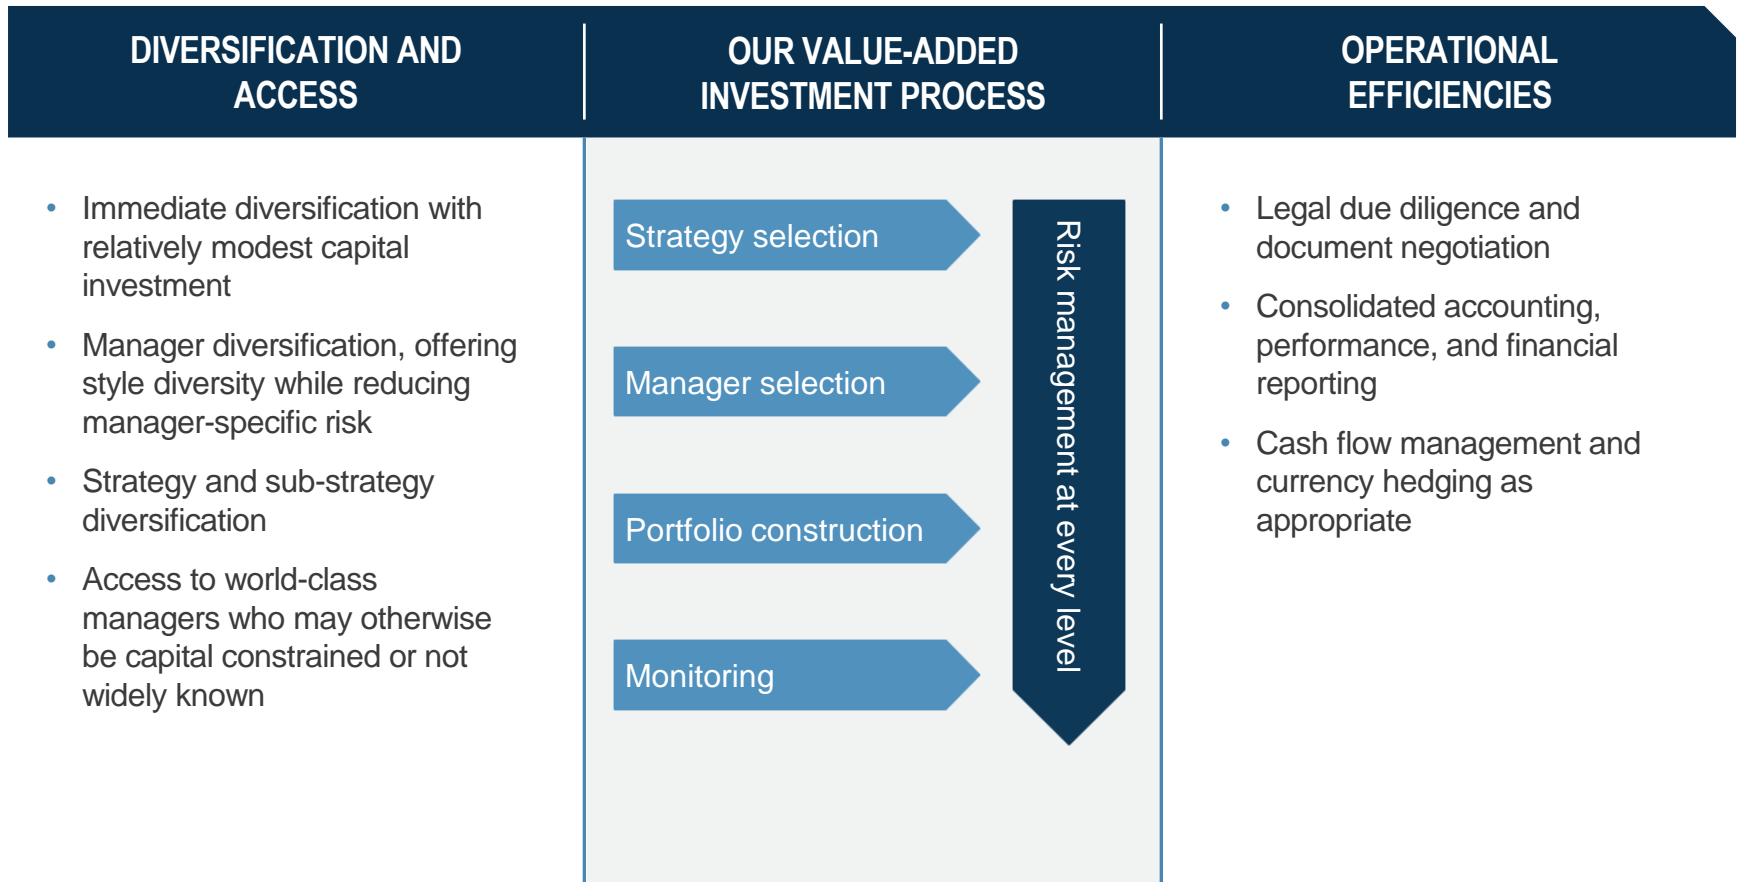 DIVERSIFICATION AND
ACCESS
OUR VALUE-ADDED
INVESTMENT PROCESS
OPERATIONAL
EFFICIENCIES
• Immediate diversification with
relatively modest capital
investment
• Manager diversification, offering
style diversity while reducing
manager-specific risk
• Strategy and sub-strategy
diversification
• Access to world-class
managers who may otherwise
be capital constrained or not
widely known
Strategy selection
Manager selection
Portfolio construction
Monitoring
Risk management at every level
• Legal due diligence and
document negotiation
• Consolidated accounting,
performance, and financial
reporting
• Cash flow management and
currency hedging as
appropriate